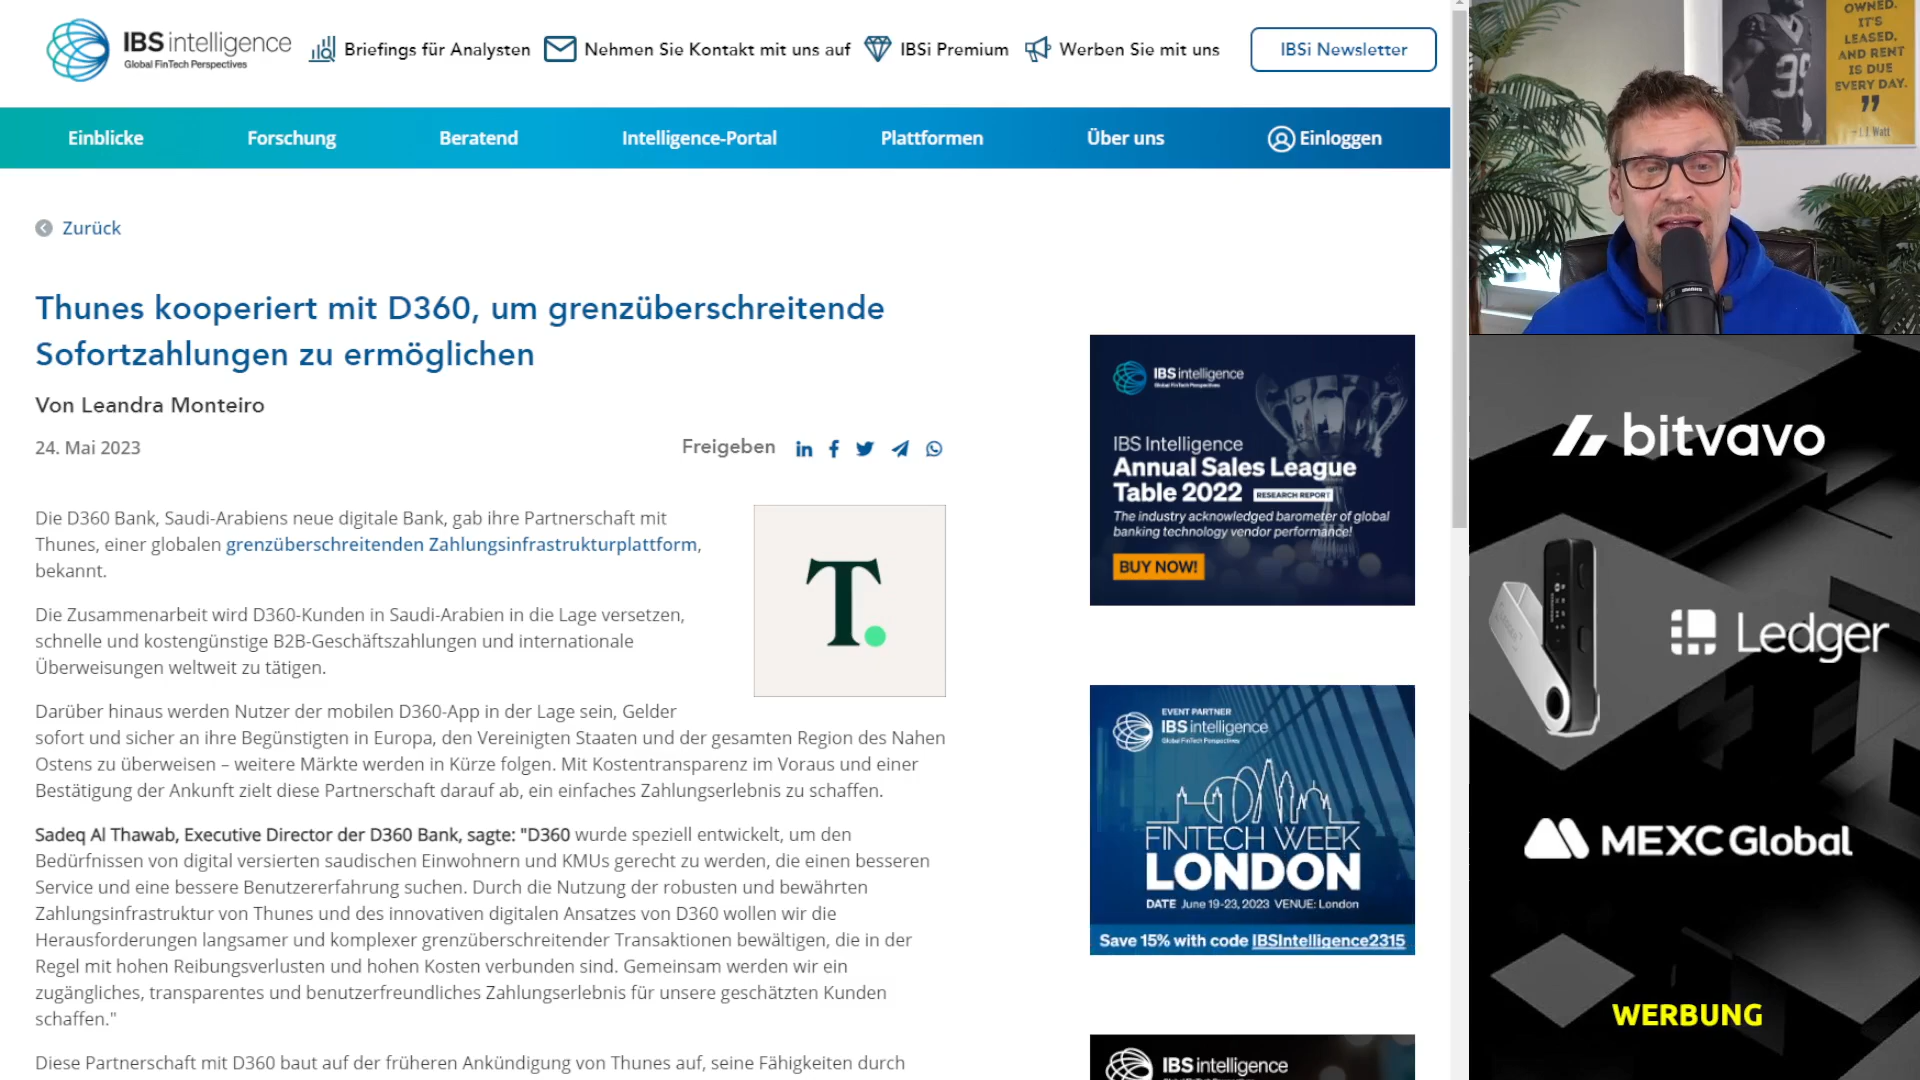 IBS intelligence
Global FinTech Perspectives
Briefings für Analysten
Nehmen Sie Kontakt mit uns auf
IBSi Premium
Werben Sie mit uns
IBSi Newsletter
Einblicke
Forschung
Beratend
Intelligence-Portal
Plattformen
Über uns
Einloggen
Zurück
Thunes kooperiert mit D360, um grenzüberschreitende
Sofortzahlungen zu ermöglichen
Von Leandra Monteiro
24. Mai 2023
Freigeben
Die D360 Bank, Saudi-Arabiens neue digitale Bank, gab ihre Partnerschaft mit
Thunes, einer globalen grenzüberschreitenden Zahlungsinfrastrukturplattform,
bekannt.
Die Zusammenarbeit wird D360-Kunden in Saudi-Arabien in die Lage versetzen,
schnelle und kostengünstige B2B-Geschäftszahlungen und internationale
Überweisungen weltweit zu tätigen.
T.
Darüber hinaus werden Nutzer der mobilen D360-App in der Lage sein, Gelder
sofort und sicher an ihre Begünstigten in Europa, den Vereinigten Staaten und der gesamten Region des Nahen
Ostens zu überweisen – weitere Märkte werden in Kürze folgen. Mit Kostentransparenz im Voraus und einer
Bestätigung der Ankunft zielt diese Partnerschaft darauf ab, ein einfaches Zahlungserlebnis zu schaffen.
Sadeq Al Thawab, Executive Director der D360 Bank, sagte: "D360 wurde speziell entwickelt, um den
Bedürfnissen von digital versierten saudischen Einwohnern und KMUs gerecht zu werden, die einen besseren
Service und eine bessere Benutzererfahrung suchen. Durch die Nutzung der robusten und bewährten
Zahlungsinfrastruktur von Thunes und des innovativen digitalen Ansatzes von D360 wollen wir die
Herausforderungen langsamer und komplexer grenzüberschreitender Transaktionen bewältigen, die in der
Regel mit hohen Reibungsverlusten und hohen Kosten verbunden sind. Gemeinsam werden wir ein
zugängliches, transparentes und benutzerfreundliches Zahlungserlebnis für unsere geschätzten Kunden
schaffen."
Diese Partnerschaft mit D360 baut auf der früheren Ankündigung von Thunes auf, seine Fähigkeiten durch
IBS intelligence
Global FinTech Perspectives
IBS Intelligence
Annual Sales League
Table 2022 RESEARCH REPORT
The industry acknowledged barometer of global
banking technology vendor performance!
BUY NOW!
EVENT PARTNER
IBS intelligence
Global FinTech Perspectives
FINTECH WEEK
LONDON
DATE June 19-23, 2023 VENUE: London
Save 15% with code IBSIntelligence2315
IBS intelligence
OWNED.
IT'S
LEASED,
AND RENT
IS DUE
EVERY DAY.
”
— J.J. Watt
99
bitvavo
Ledger
MEXC Global
WERBUNG